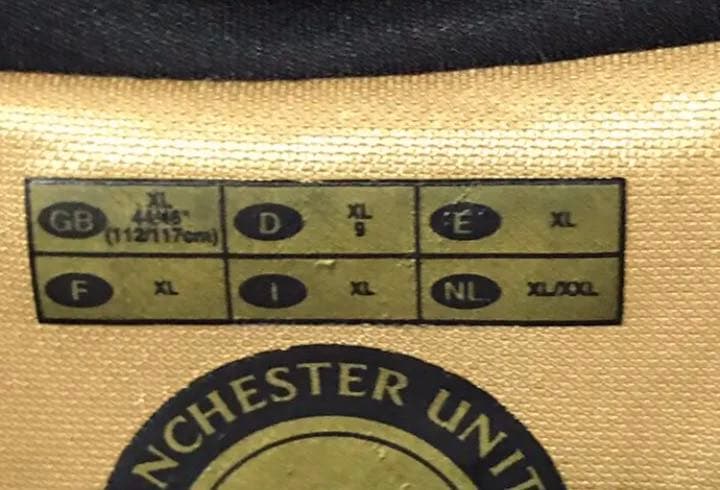 GB XL 44/46" (112/117cm) D XL 9 E XL
F XL I XL NL XL/XXL
NCHESTER UNIT